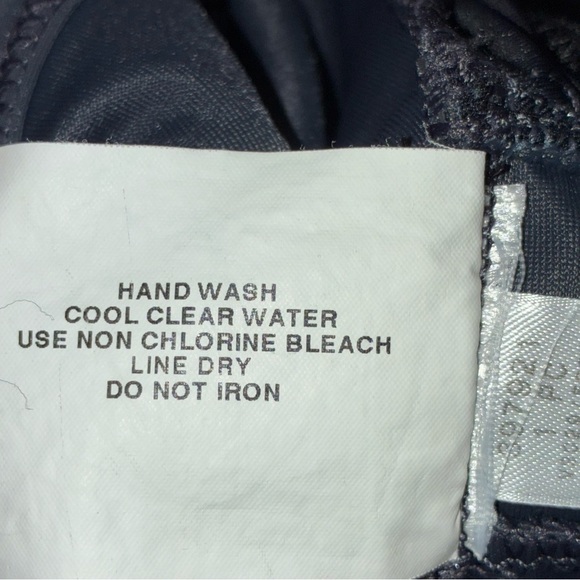 HAND WASH
COOL CLEAR WATER
USE NON CHLORINE BLEACH
LINE DRY
DO NOT IRON